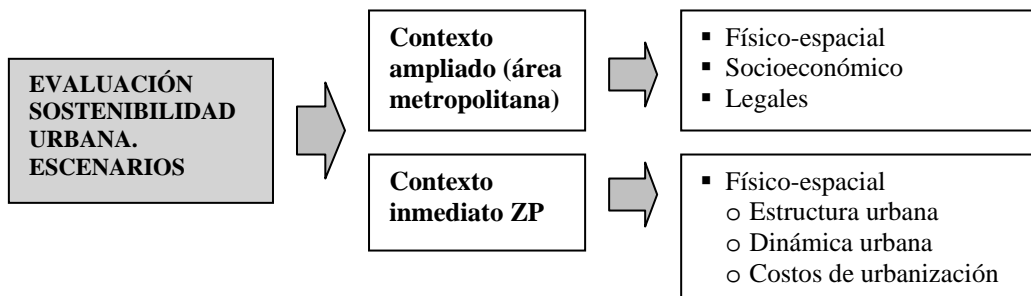 EVALUACIÓN
SOSTENIBILIDAD
URBANA.
ESCENARIOS
Contexto
ampliado (área
metropolitana)
▪ Físico-espacial
▪ Socioeconómico
▪ Legales
Contexto
inmediato ZP
▪ Físico-espacial
o Estructura urbana
o Dinámica urbana
o Costos de urbanización